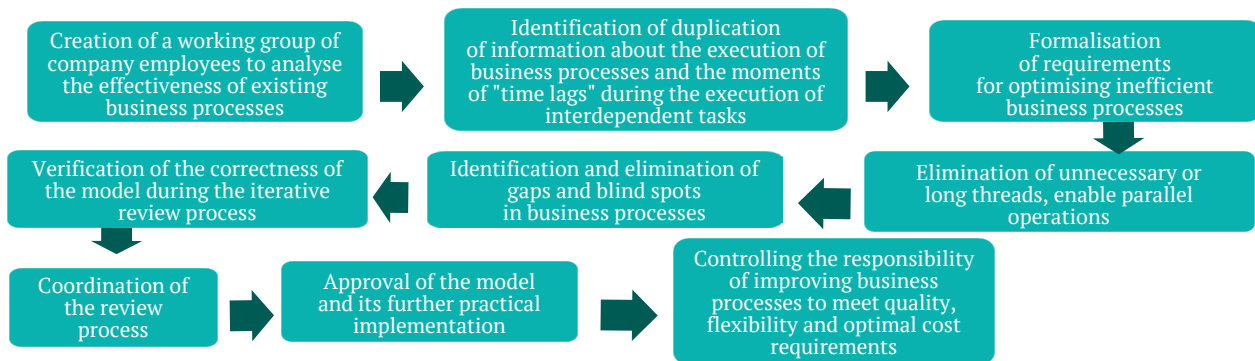 Creation of a working group of
company employees to analyse
the effectiveness of existing
business processes
Identification of duplication
of information about the execution of
business processes and the moments
of "time lags" during the execution of
interdependent tasks
Formalisation
of requirements
for optimising inefficient
business processes
Elimination of unnecessary or
long threads, enable parallel
operations
Identification and elimination of
gaps and blind spots
in business processes
Verification of the correctness of
the model during the iterative
review process
Coordination of
the review
process
Approval of the model
and its further practical
implementation
Controlling the responsibility
of improving business
processes to meet quality,
flexibility and optimal cost
requirements